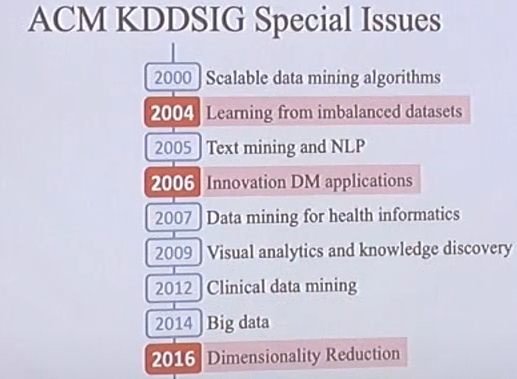 ACM KDDSIG Special Issues
2000 Scalable data mining algorithms
2004 Learning from imbalanced datasets
2005 Text mining and NLP
2006 Innovation DM applications
2007 Data mining for health informatics
2009 Visual analytics and knowledge discovery
2012 Clinical data mining
2014 Big data
2016 Dimensionality Reduction